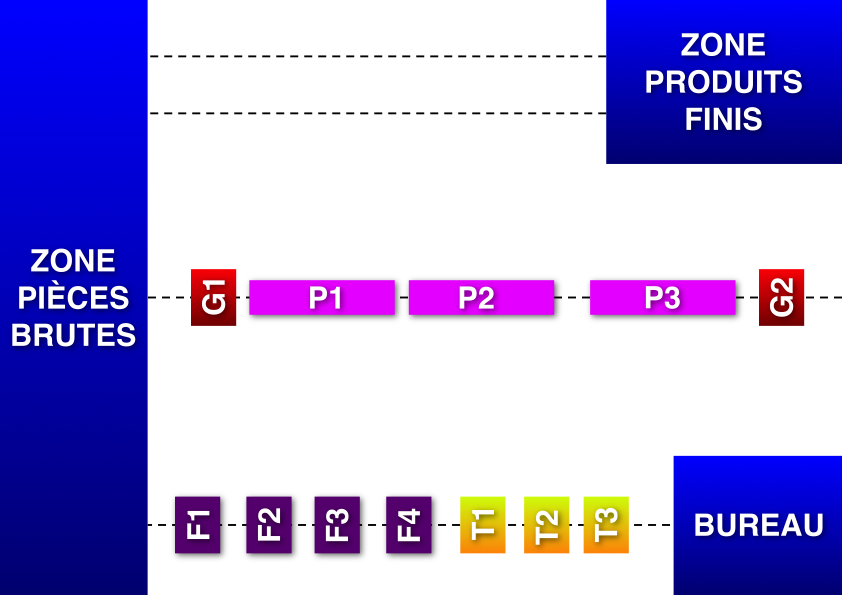 ZONE
PRODUITS
FINIS
ZONE
PIÈCES
BRUTES
G1
P1
P2
P3
G2
F1
F2
F3
F4
T1
T2
T3
BUREAU